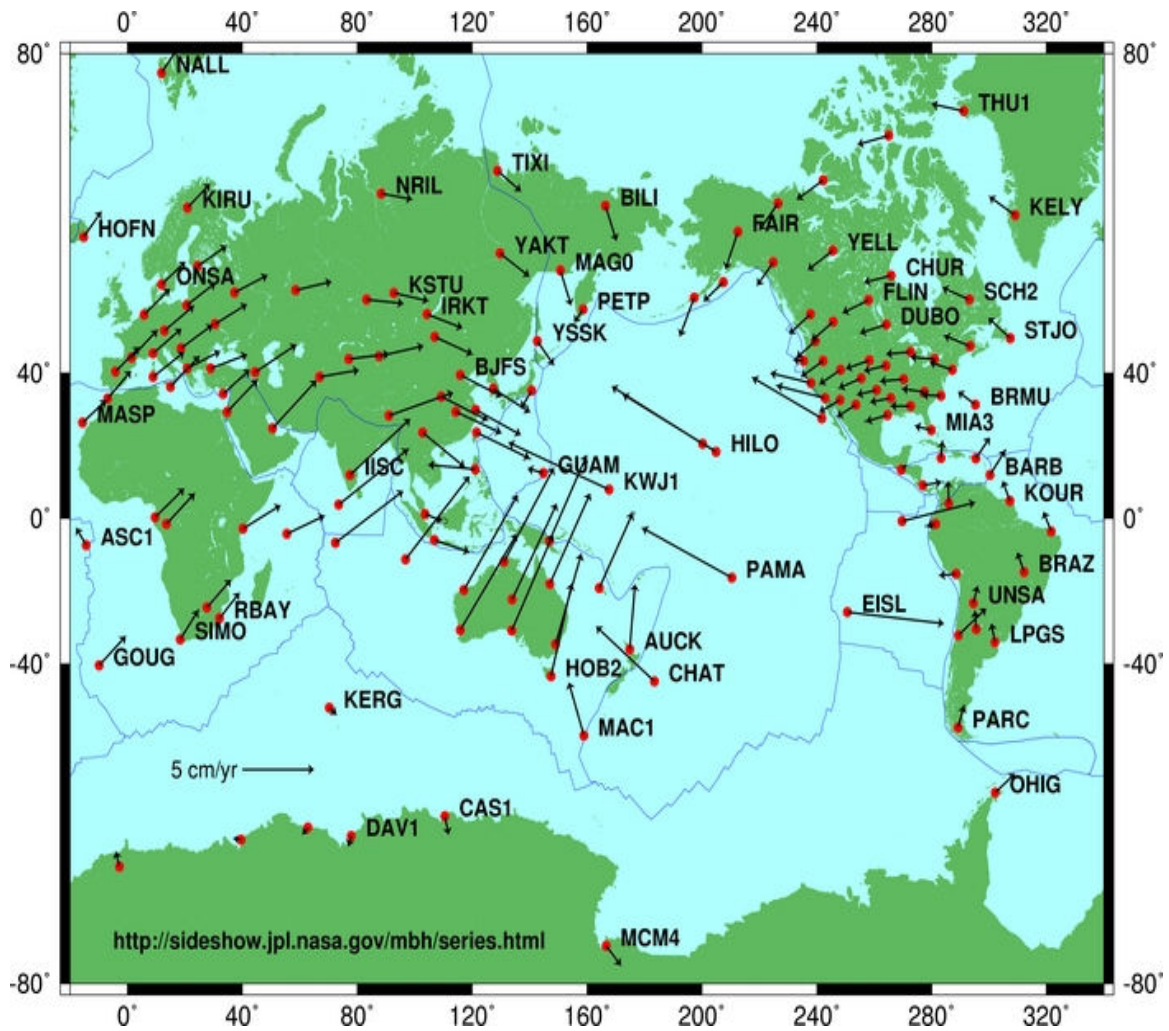 0° 40° 80° 120° 160° 200° 240° 280° 320°
80° 80°
NALL
THU1
TIXI
NRIL
BILI
KIRU
KELY
HOFN
FAIR
YAKT
YELL
ONSA
MAG0
CHUR
KSTU
FLIN
SCH2
IRKT
PETP
DUBO
YSSK
STJO
BJFS
40° 40°
MASP
BRMU
MIA3
HILO
IISC
GUAM
BARB
KWJ1
KOUR
0° 0°
ASC1
BRAZ
PAMA
UNSA
EISL
RBAY
SIMO
LPGS
AUCK
GOUG
HOB2
CHAT
-40° -40°
KERG
PARC
MAC1
5 cm/yr
OHIG
CAS1
DAV1
http://sideshow.jpl.nasa.gov/mbh/series.html
MCM4
-80° -80°
0° 40° 80° 120° 160° 200° 240° 280° 320°